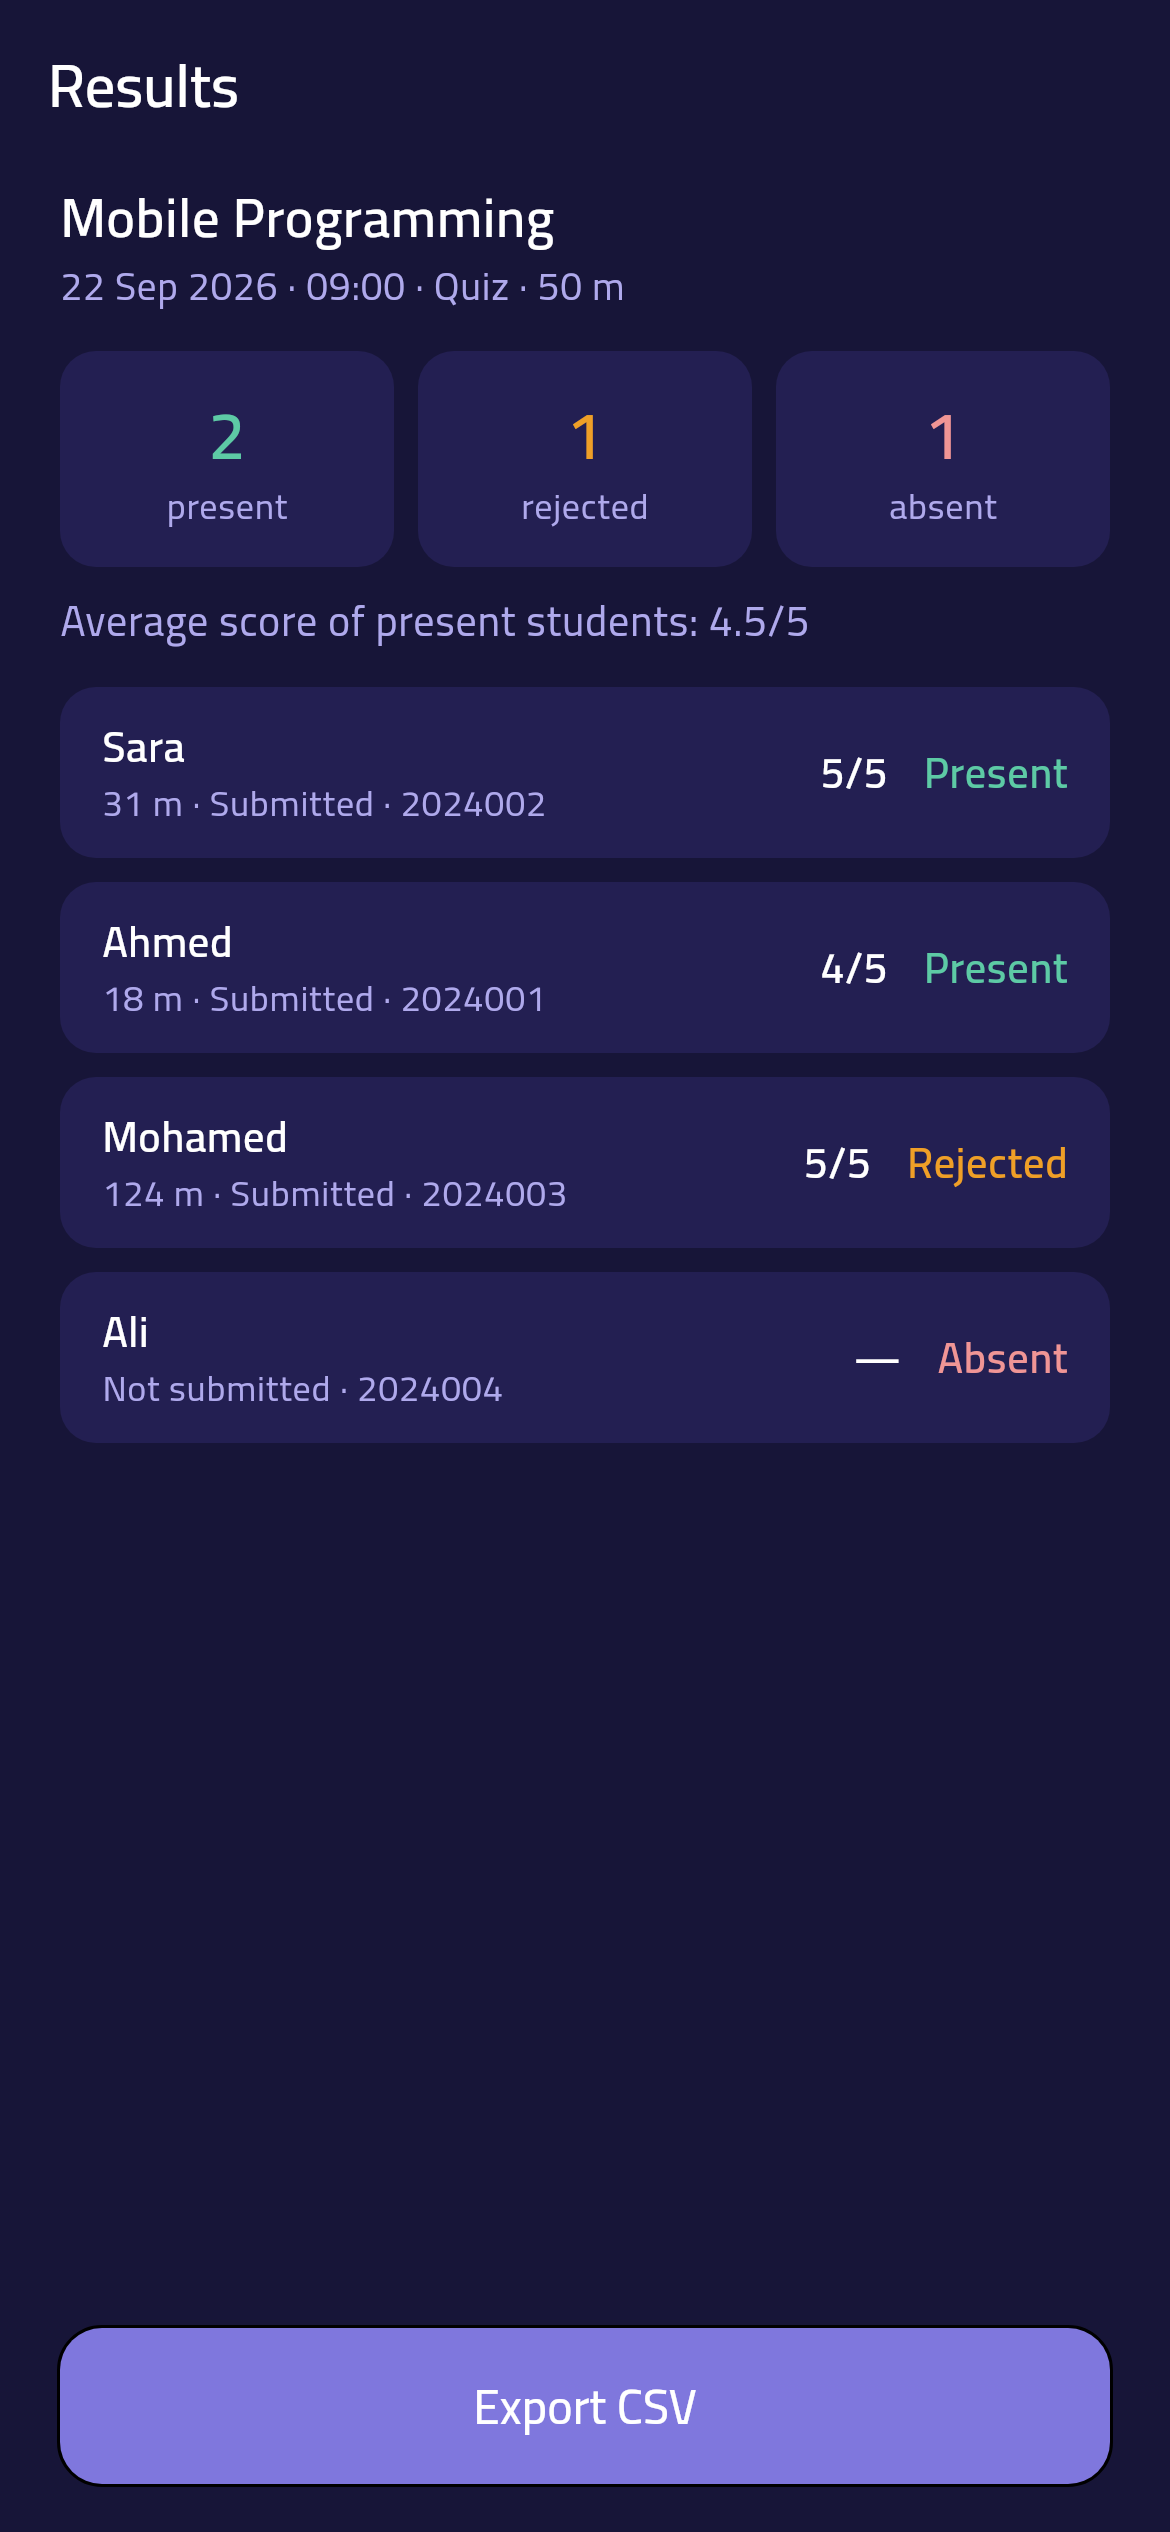 Results
Mobile Programming
22 Sep 2026 · 09:00 · Quiz · 50 m
2
present
1
rejected
1
absent
Average score of present students: 4.5/5
Sara
31 m · Submitted · 2024002
5/5 Present
Ahmed
18 m · Submitted · 2024001
4/5 Present
Mohamed
124 m · Submitted · 2024003
5/5 Rejected
Ali
Not submitted · 2024004
— Absent
Export CSV